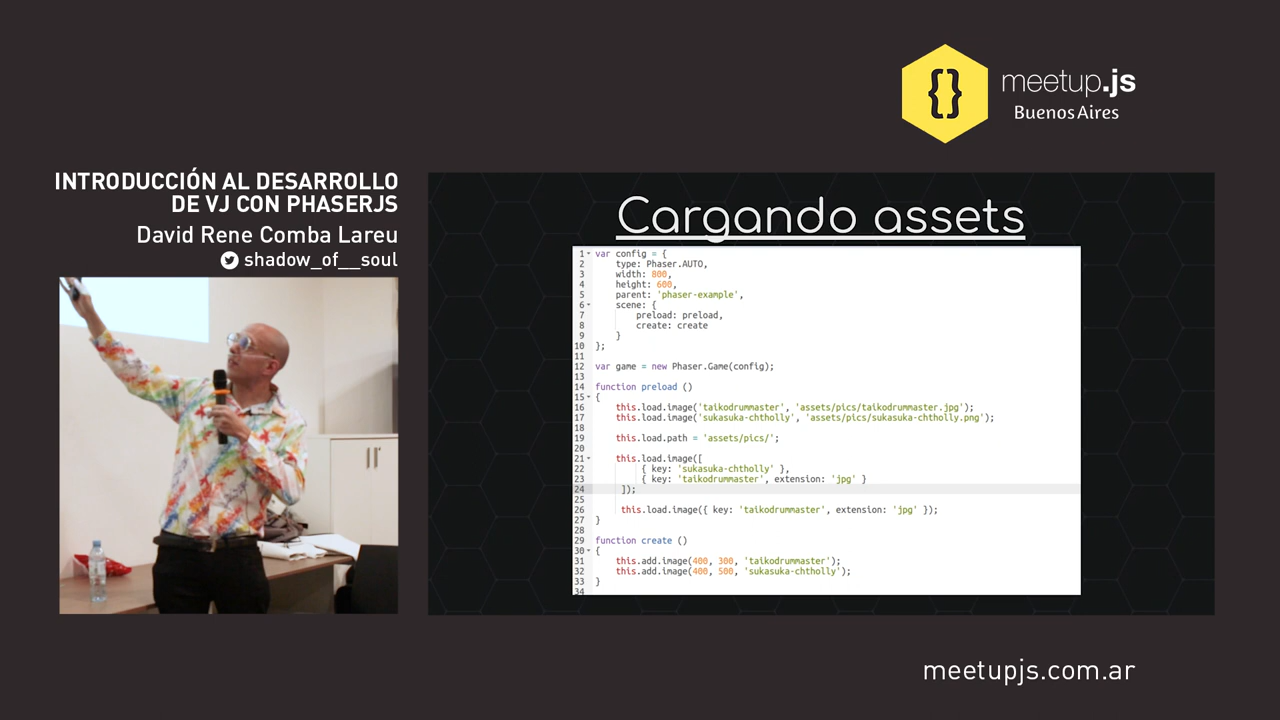 {}
meetup.js
Buenos Aires
INTRODUCCIÓN AL DESARROLLO
DE VJ CON PHASERJS
David Rene Comba Lareu
shadow_of__soul
Cargando assets
1 var config = {
2 type: Phaser.AUTO,
3 width: 800,
4 height: 600,
5 parent: 'phaser-example',
6 scene: {
7 preload: preload,
8 create: create
9 }
10 };
11
12 var game = new Phaser.Game(config);
13
14 function preload ()
15 {
16 this.load.image('taikodrummaster', 'assets/pics/taikodrummaster.jpg');
17 this.load.image('sukasuka-chtholly', 'assets/pics/sukasuka-chtholly.png');
18
19 this.load.path = 'assets/pics/';
20
21 this.load.image([
22 { key: 'sukasuka-chtholly' },
23 { key: 'taikodrummaster', extension: 'jpg' }
24 ]);
25
26 this.load.image({ key: 'taikodrummaster', extension: 'jpg' });
27 }
28
29 function create ()
30 {
31 this.add.image(400, 300, 'taikodrummaster');
32 this.add.image(400, 500, 'sukasuka-chtholly');
33 }
34
meetupjs.com.ar